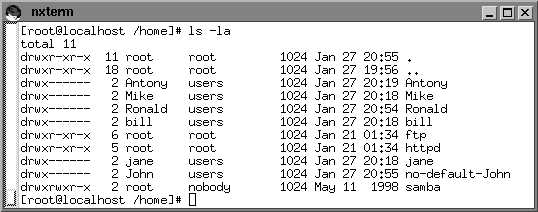 nxterm
[root@localhost /home]# ls -la
total 11
drwxr-xr-x  11 root     root         1024 Jan 27 20:55 .
drwxr-xr-x  18 root     root         1024 Jan 27 19:56 ..
drwx------   2 Antony   users        1024 Jan 27 20:19 Antony
drwx------   2 Mike     users        1024 Jan 27 20:18 Mike
drwx------   2 Ronald   users        1024 Jan 27 20:54 Ronald
drwx------   2 bill     users        1024 Jan 27 20:18 bill
drwxr-xr-x   6 root     root         1024 Jan 21 01:34 ftp
drwxr-xr-x   5 root     root         1024 Jan 21 01:34 httpd
drwx------   2 jane     users        1024 Jan 27 20:18 jane
drwx------   2 John     users        1024 Jan 27 20:55 no-default-John
drwxrwxr-x   2 root     nobody       1024 May 11  1998 samba
[root@localhost /home]#